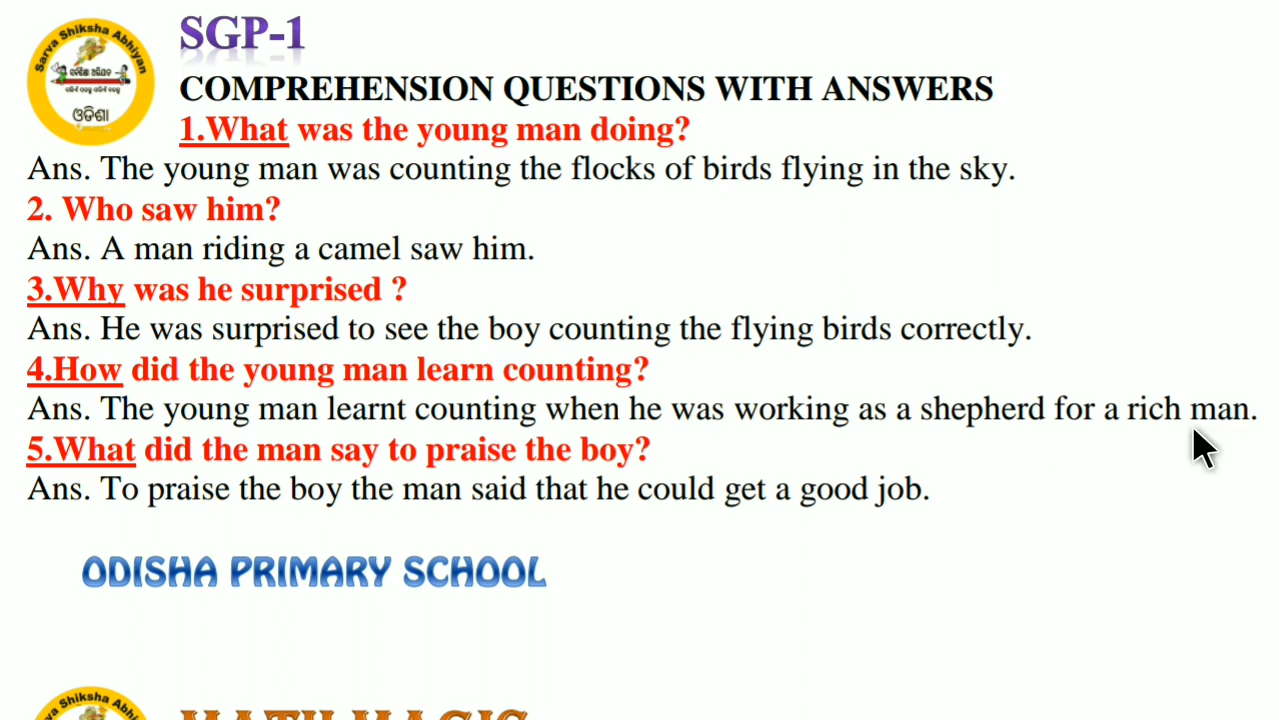 Sarva Shiksha Abhiyan
ଓଡିଶା
SGP-1
COMPREHENSION QUESTIONS WITH ANSWERS
1.What was the young man doing?
Ans. The young man was counting the flocks of birds flying in the sky.
2. Who saw him?
Ans. A man riding a camel saw him.
3.Why was he surprised ?
Ans. He was surprised to see the boy counting the flying birds correctly.
4.How did the young man learn counting?
Ans. The young man learnt counting when he was working as a shepherd for a rich man.
5.What did the man say to praise the boy?
Ans. To praise the boy the man said that he could get a good job.
ODISHA PRIMARY SCHOOL
Shiksha